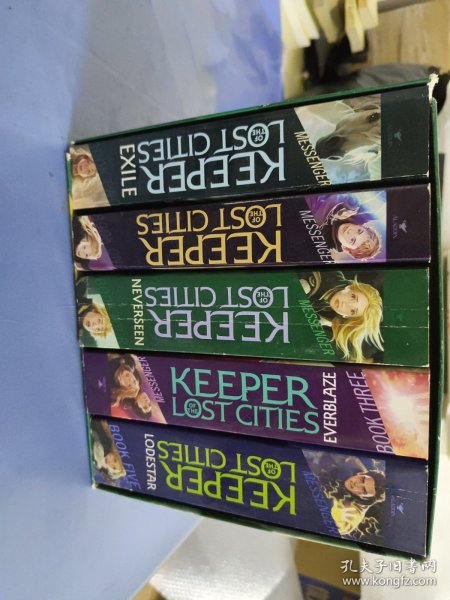 EXILE
KEEPER
OF THE
LOST CITIES
MESSENGER
KEEPER
OF THE
LOST CITIES
MESSENGER
ALADDIN
NEVERSEEN
KEEPER
OF THE
LOST CITIES
MESSENGER
MESSENGER
KEEPER
OF THE
LOST CITIES
EVERBLAZE
BOOK THREE
BOOK FIVE
LODESTAR
KEEPER
OF THE
LOST CITIES
MESSENGER
孔夫子旧书网
www.kongfz.com